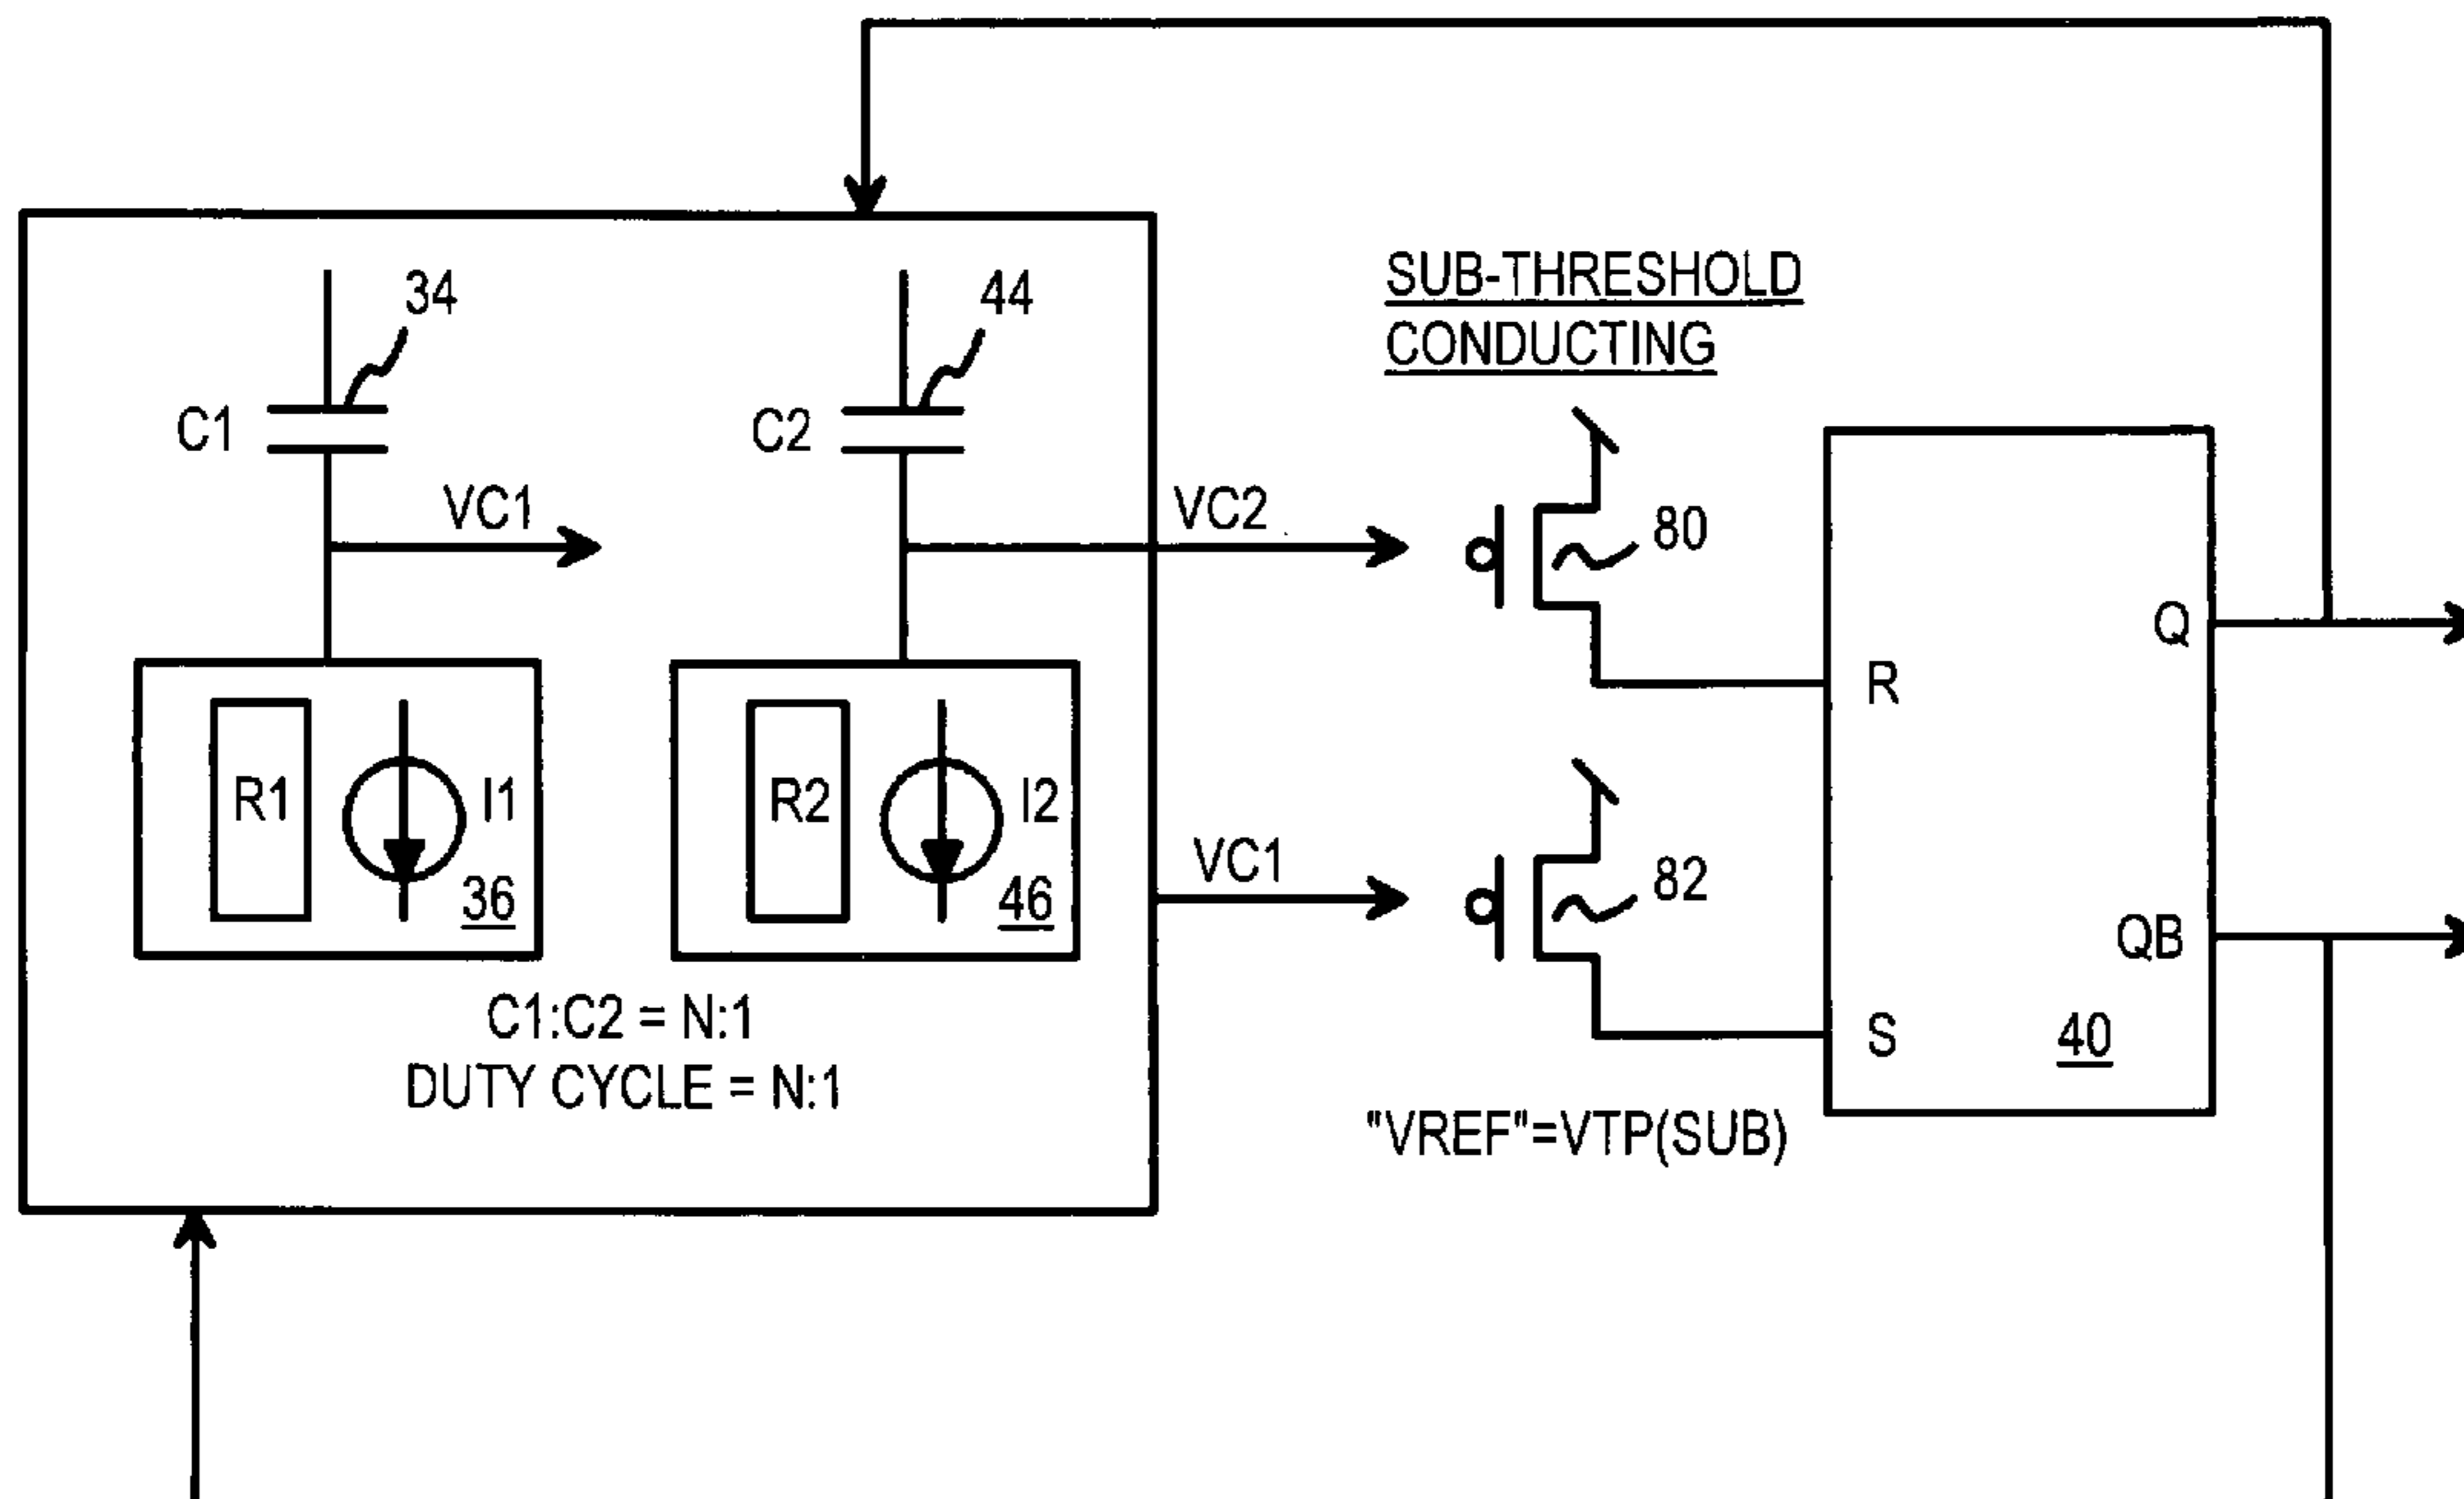 34
44
SUB-THRESHOLD
CONDUCTING
C1
C2
VC1
VC2
80
Q
R
R1
I1
R2
I2
VC1
82
36
46
QB
C1:C2 = N:1
S
40
DUTY CYCLE = N:1
"VREF"=VTP(SUB)